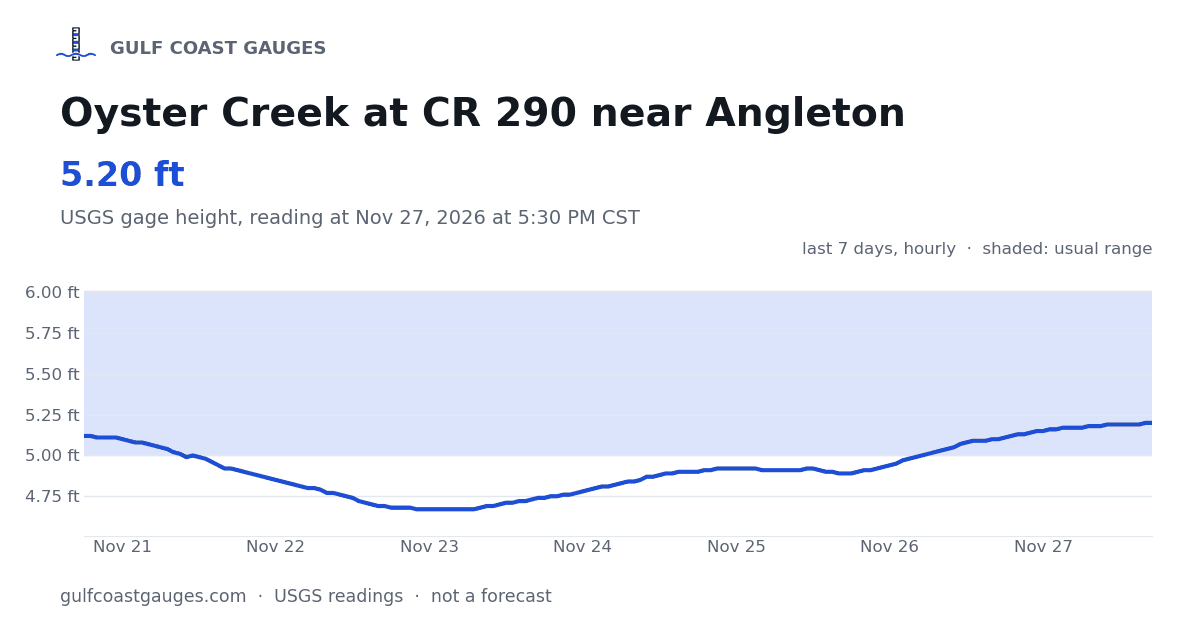 GULF COAST GAUGES
Oyster Creek at CR 290 near Angleton
5.20 ft
USGS gage height, reading at Nov 27, 2026 at 5:30 PM CST
last 7 days, hourly · shaded: usual range
6.00 ft
5.75 ft
5.50 ft
5.25 ft
5.00 ft
4.75 ft
Nov 21 Nov 22 Nov 23 Nov 24 Nov 25 Nov 26 Nov 27
gulfcoastgauges.com · USGS readings · not a forecast